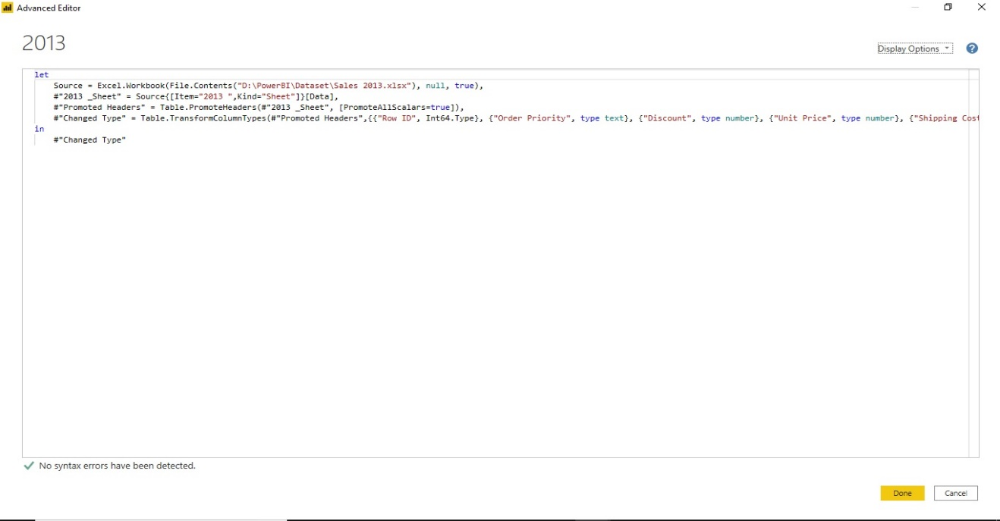 Advanced Editor
2013
Display Options
?
let
Source = Excel.Workbook(File.Contents("D:\PowerBI\Dataset\Sales 2013.xlsx"), null, true),
#"2013 _Sheet" = Source{[Item="2013 ",Kind="Sheet"]}[Data],
#"Promoted Headers" = Table.PromoteHeaders(#"2013 _Sheet", [PromoteAllScalars=true]),
#"Changed Type" = Table.TransformColumnTypes(#"Promoted Headers",{{"Row ID", Int64.Type}, {"Order Priority", type text}, {"Discount", type number}, {"Unit Price", type number}, {"Shipping Cost
in
#"Changed Type"
No syntax errors have been detected.
Done
Cancel